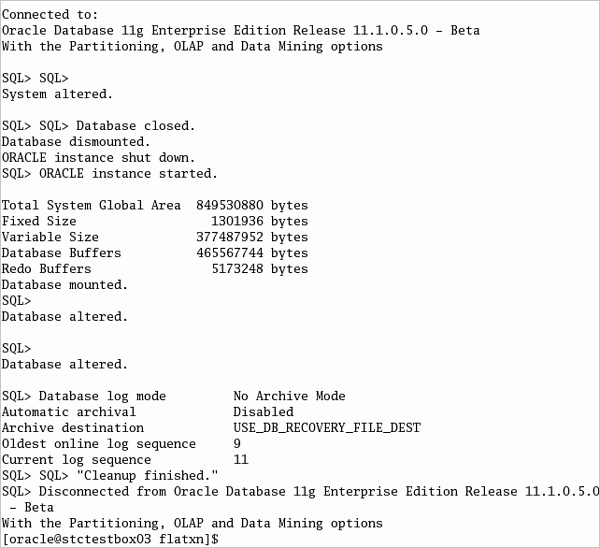 Connected to:
Oracle Database 11g Enterprise Edition Release 11.1.0.5.0 - Beta
With the Partitioning, OLAP and Data Mining options
SQL> SQL>
System altered.
SQL> SQL> Database closed.
Database dismounted.
ORACLE instance shut down.
SQL> ORACLE instance started.
Total System Global Area  849530880 bytes
Fixed Size                  1301936 bytes
Variable Size             377487952 bytes
Database Buffers          465567744 bytes
Redo Buffers                5173248 bytes
Database mounted.
SQL>
Database altered.
SQL>
Database altered.
SQL> Database log mode         No Archive Mode
Automatic archival             Disabled
Archive destination            USE_DB_RECOVERY_FILE_DEST
Oldest online log sequence     9
Current log sequence           11
SQL> SQL> "Cleanup finished."
SQL> Disconnected from Oracle Database 11g Enterprise Edition Release 11.1.0.5.0
 - Beta
With the Partitioning, OLAP and Data Mining options
[oracle@stctestbox03 flatxn]$